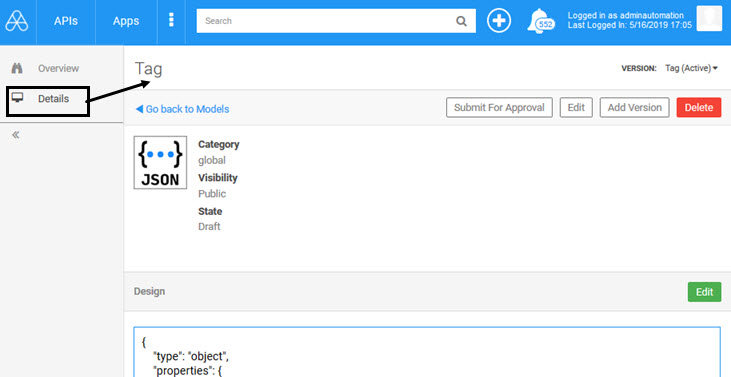 APIs
Apps
Search
552
Logged in as adminautomation
Last Logged In: 5/16/2019 17:05
Overview
Details
Tag
VERSION: Tag (Active)
Go back to Models
Submit For Approval
Edit
Add Version
Delete
{•••}
JSON
Category
global
Visibility
Public
State
Draft
Design
Edit
{
"type": "object",
"properties": {